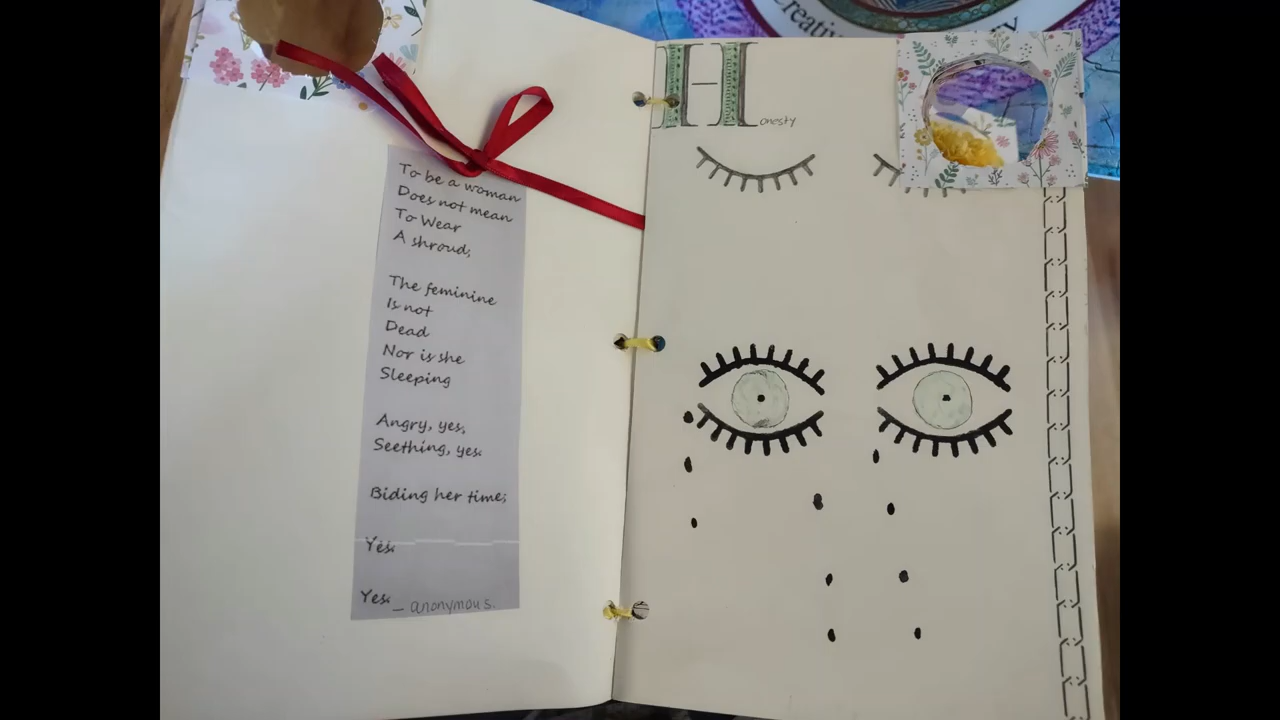 To be a woman
Does not mean
To Wear
A shroud,
The feminine
Is not
Dead
Nor is she
Sleeping
Angry, yes,
Seething, yes.
Biding her time;
Yes.
Yes.
_ anonymous.
Honesty